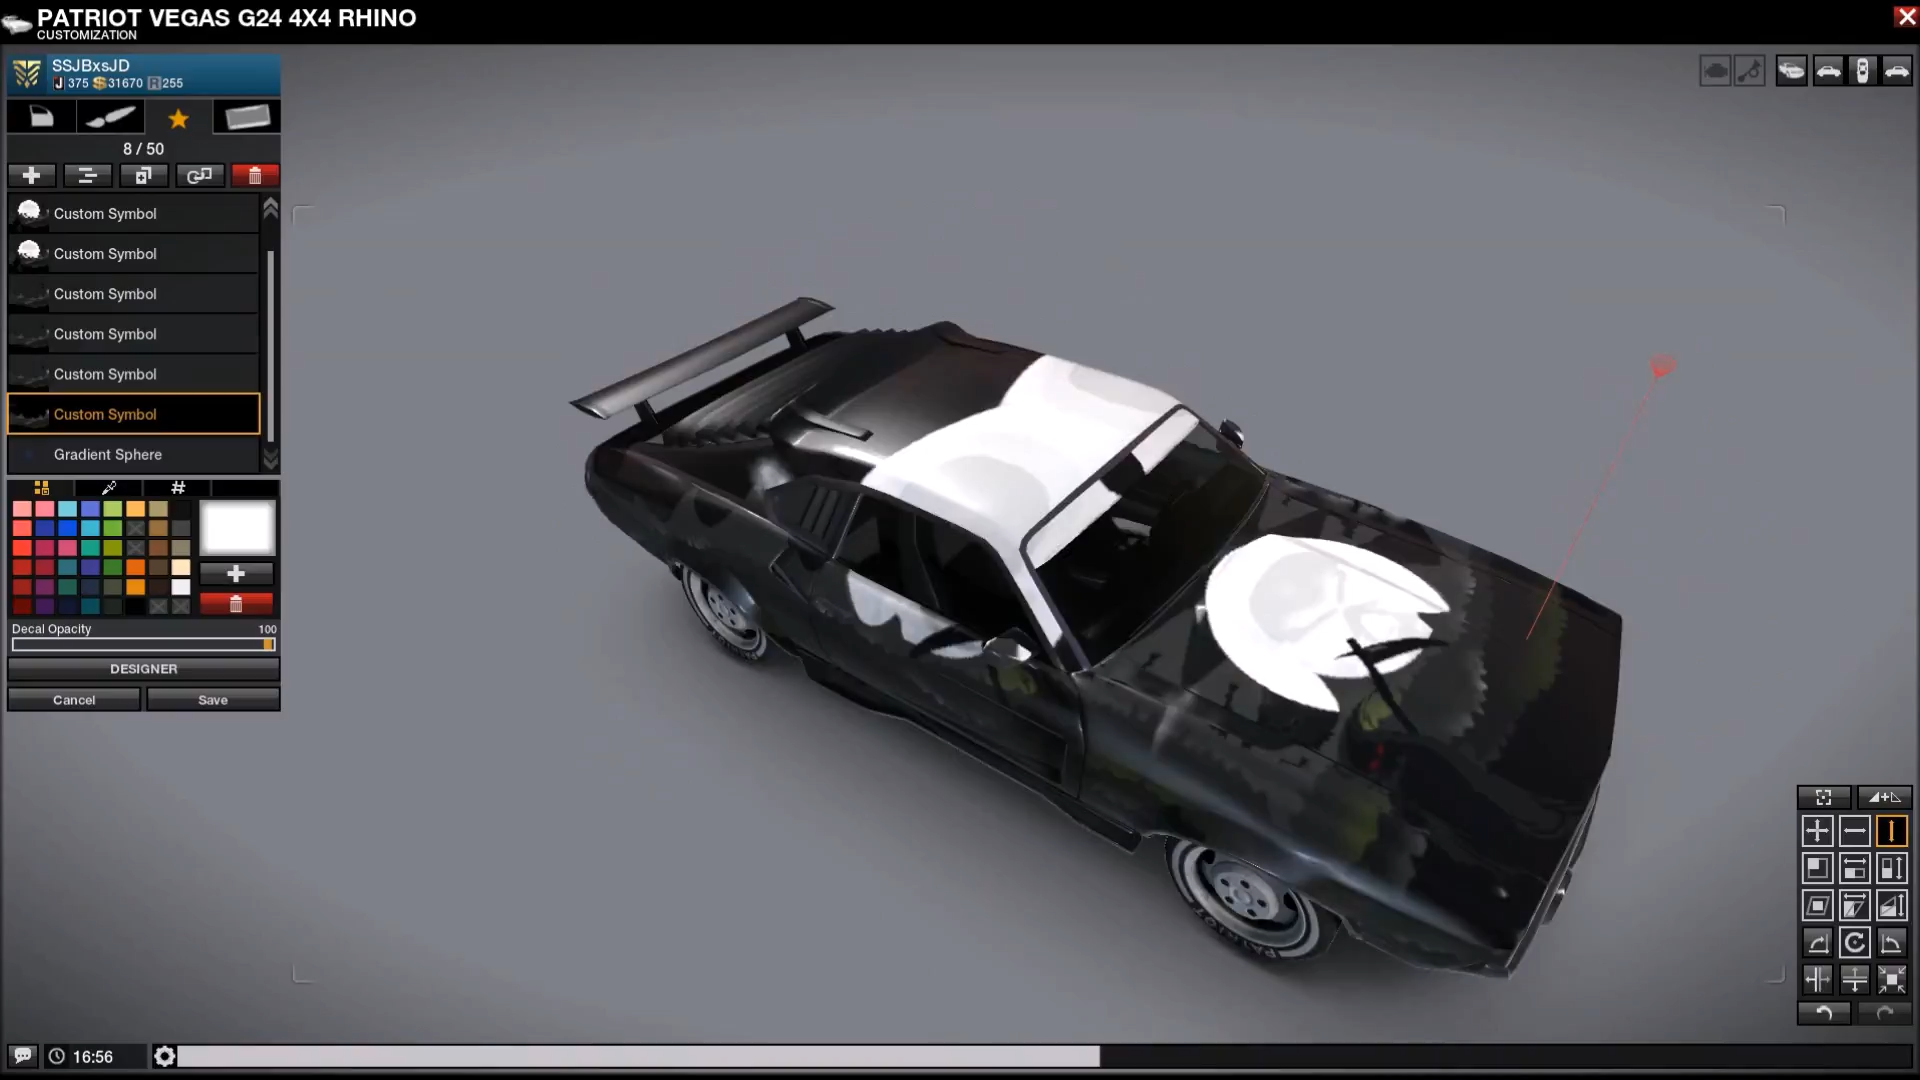 PATRIOT VEGAS G24 4X4 RHINO
CUSTOMIZATION
SSJBxsJD
J 375 $31670 R 255
8 / 50
Custom Symbol
Custom Symbol
Custom Symbol
Custom Symbol
Custom Symbol
Custom Symbol
Gradient Sphere
#
Decal Opacity 100
DESIGNER
Cancel Save
PATRIOT
16:56